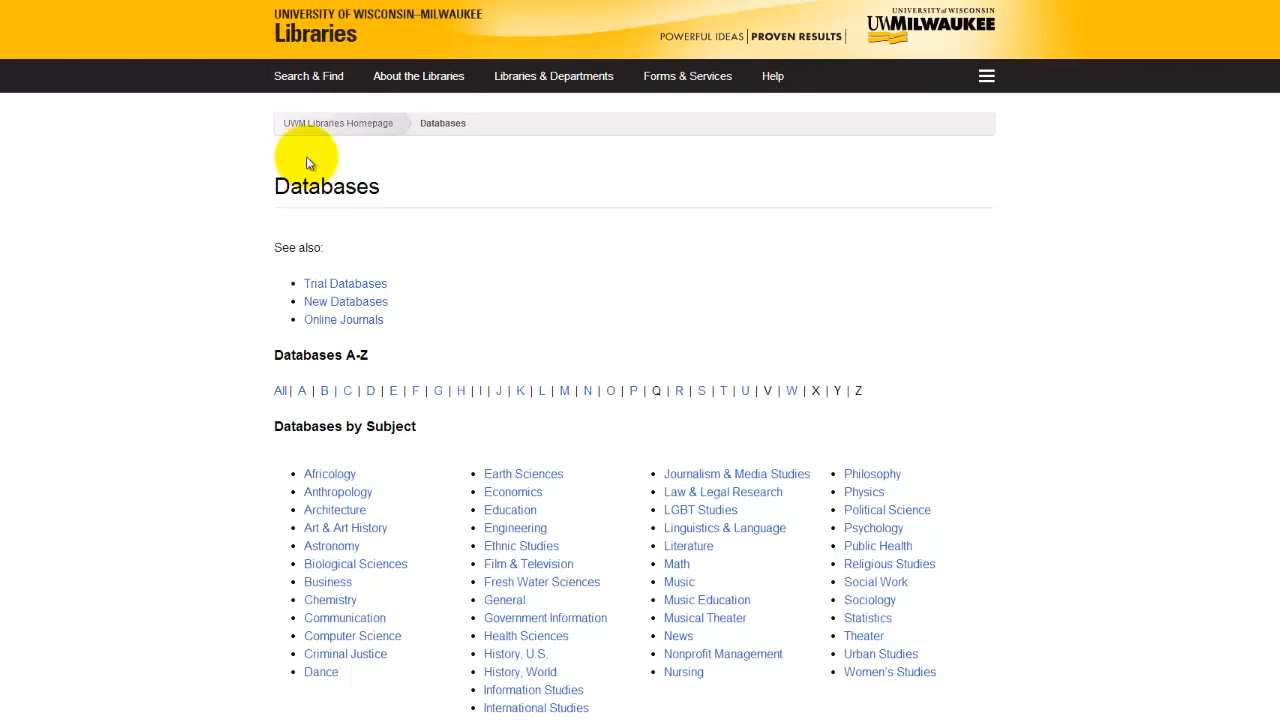 UNIVERSITY OF WISCONSIN–MILWAUKEE
Libraries
POWERFUL IDEAS | PROVEN RESULTS
UNIVERSITY of WISCONSIN
UWMILWAUKEE
Search & Find About the Libraries Libraries & Departments Forms & Services Help
UWM Libraries Homepage Databases
Databases
See also:
• Trial Databases
• New Databases
• Online Journals
Databases A-Z
All | A | B | C | D | E | F | G | H | I | J | K | L | M | N | O | P | Q | R | S | T | U | V | W | X | Y | Z
Databases by Subject
• Africology
• Anthropology
• Architecture
• Art & Art History
• Astronomy
• Biological Sciences
• Business
• Chemistry
• Communication
• Computer Science
• Criminal Justice
• Dance
• Earth Sciences
• Economics
• Education
• Engineering
• Ethnic Studies
• Film & Television
• Fresh Water Sciences
• General
• Government Information
• Health Sciences
• History, U.S.
• History, World
• Information Studies
• International Studies
• Journalism & Media Studies
• Law & Legal Research
• LGBT Studies
• Linguistics & Language
• Literature
• Math
• Music
• Music Education
• Musical Theater
• News
• Nonprofit Management
• Nursing
• Philosophy
• Physics
• Political Science
• Psychology
• Public Health
• Religious Studies
• Social Work
• Sociology
• Statistics
• Theater
• Urban Studies
• Women's Studies